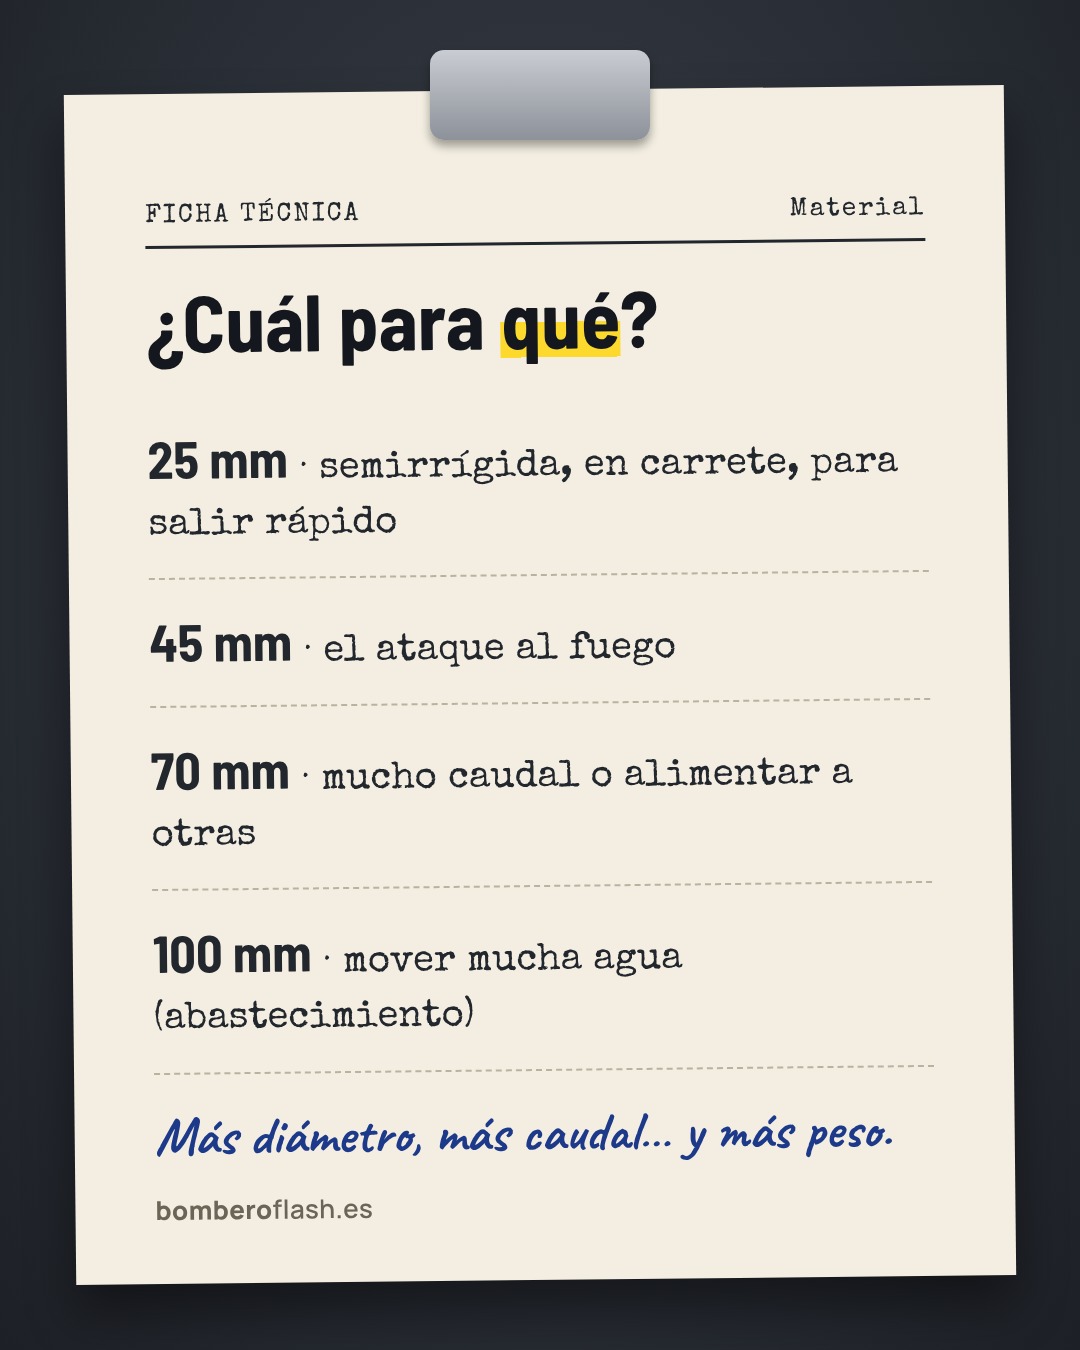 FICHA TÉCNICA
Material
¿Cuál para qué?
25 mm · semirrígida, en carrete, para
salir rápido
45 mm · el ataque al fuego
70 mm · mucho caudal o alimentar a
otras
100 mm · mover mucha agua
(abastecimiento)
Más diámetro, más caudal... y más peso.
bomberoflash.es